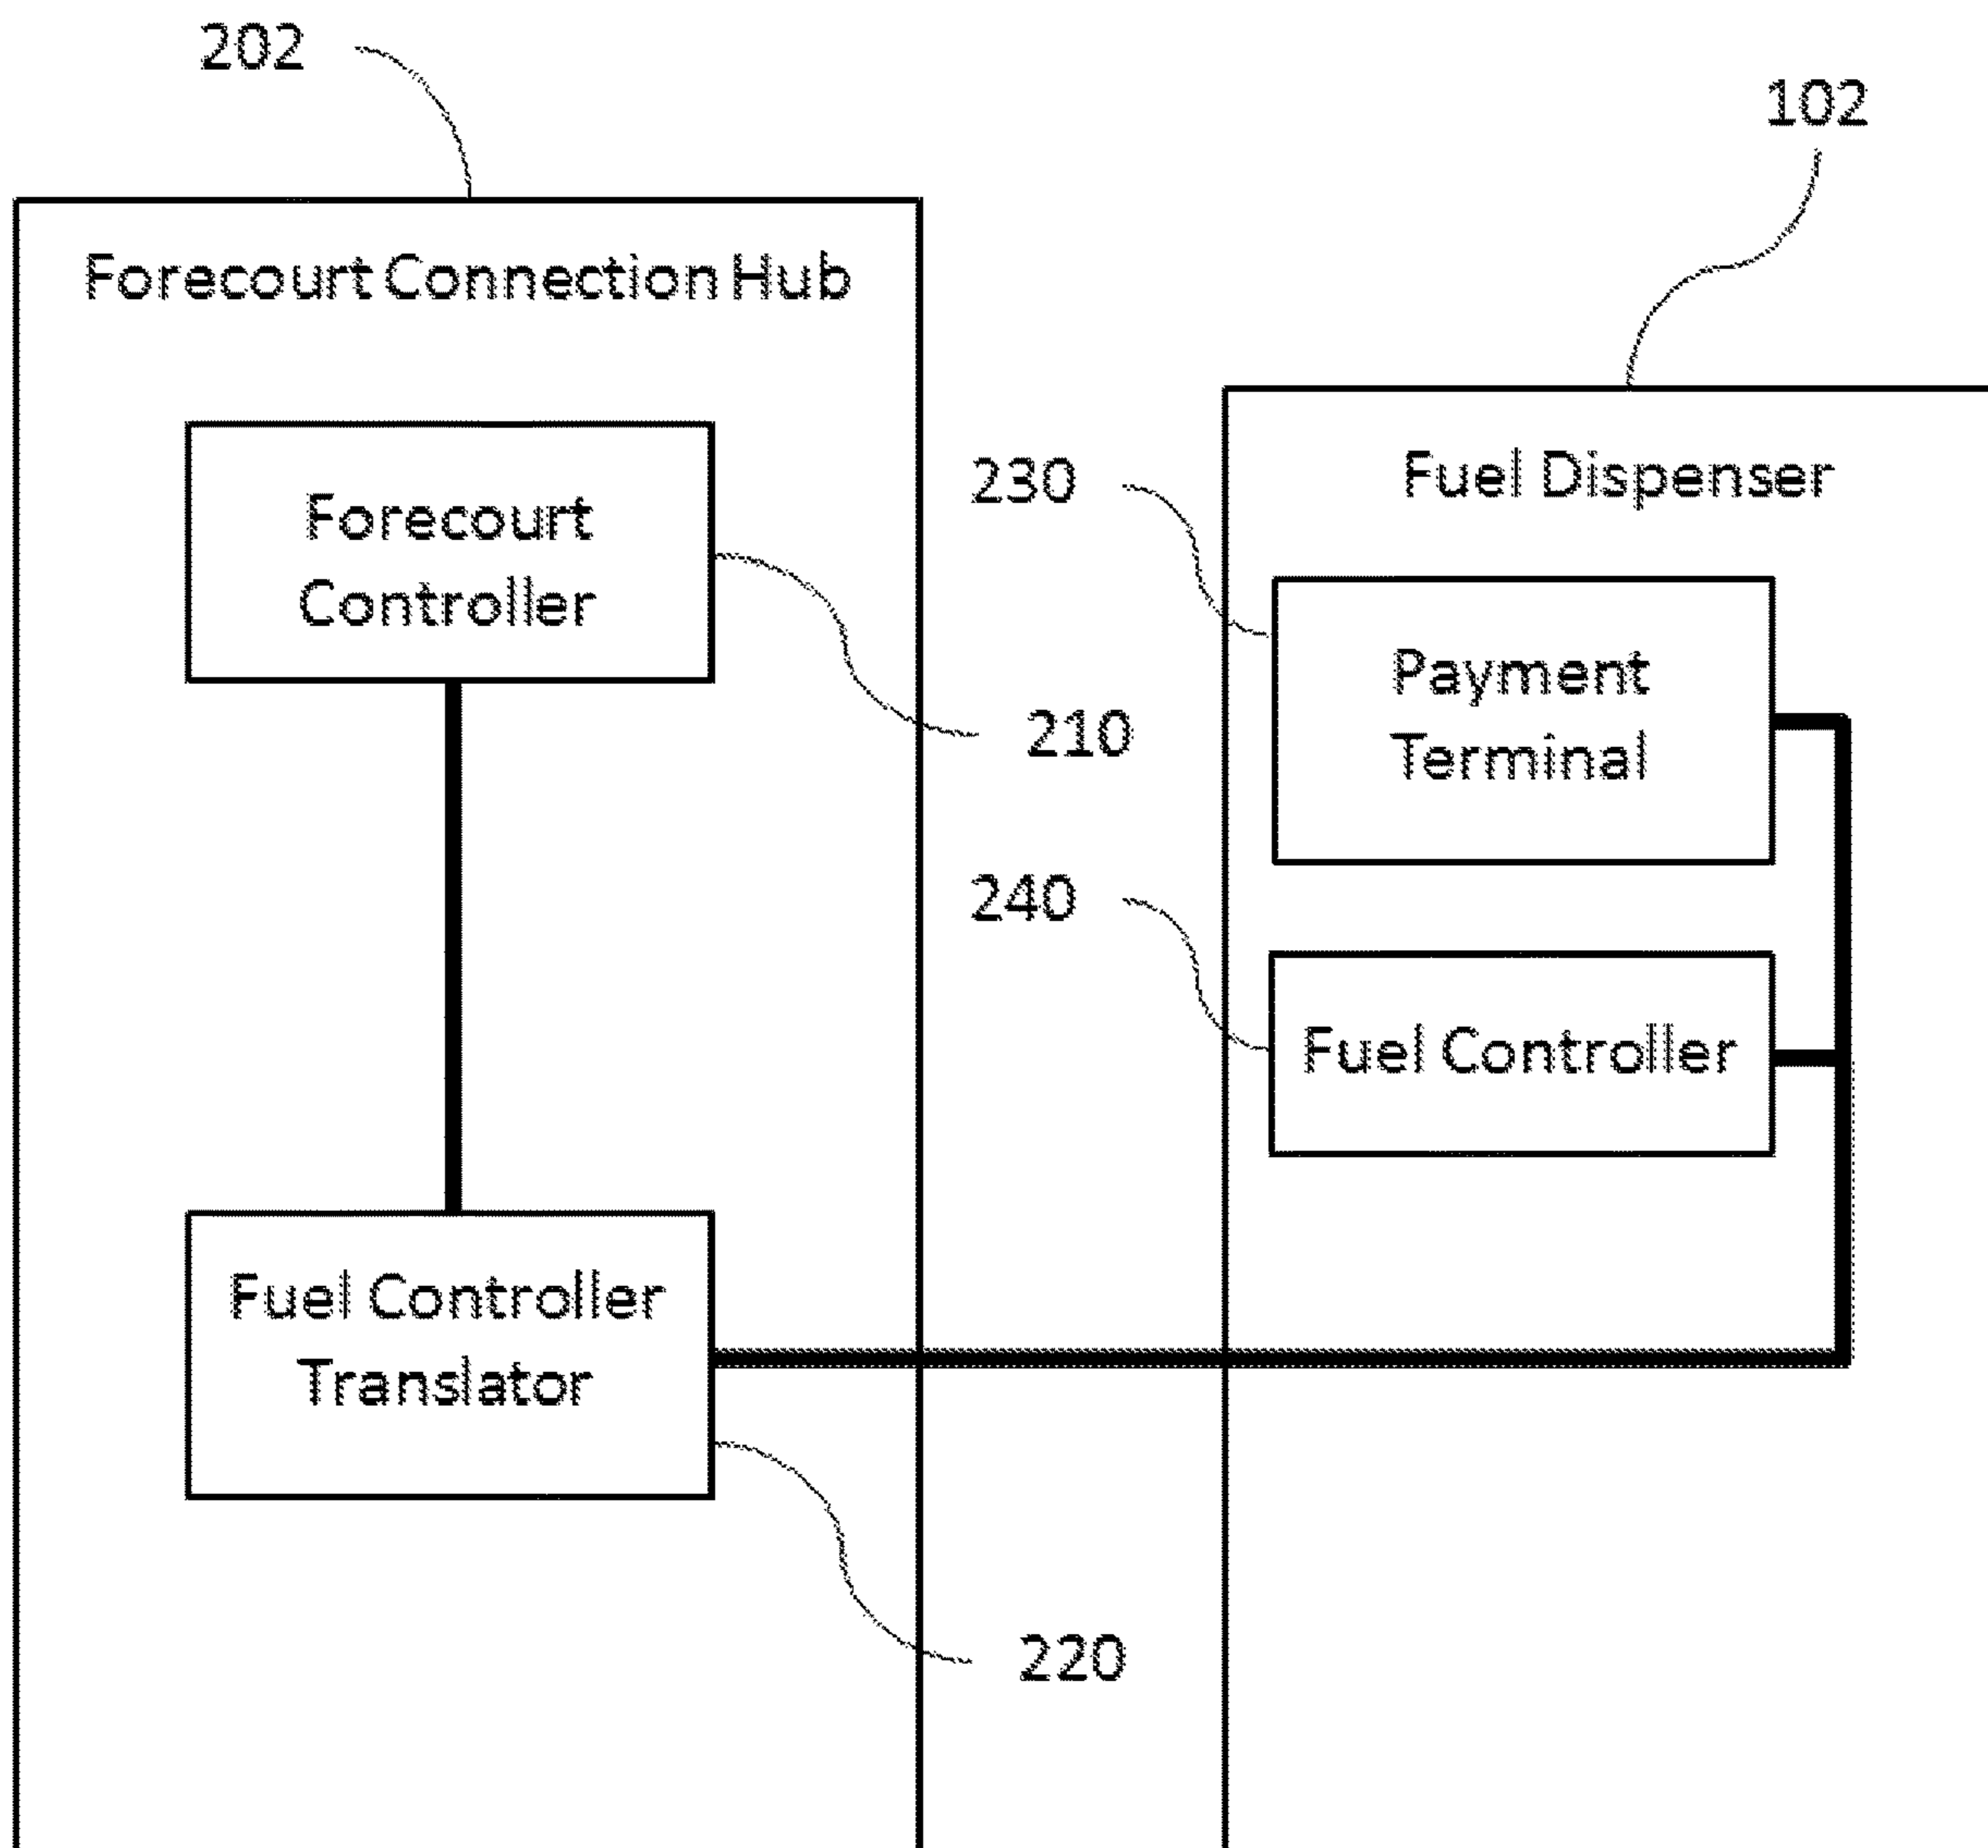 202
102
Forecourt Connection Hub
Forecourt
Controller
210
Fuel Controller
Translator
220
Fuel Dispenser
230
Payment
Terminal
240
Fuel Controller